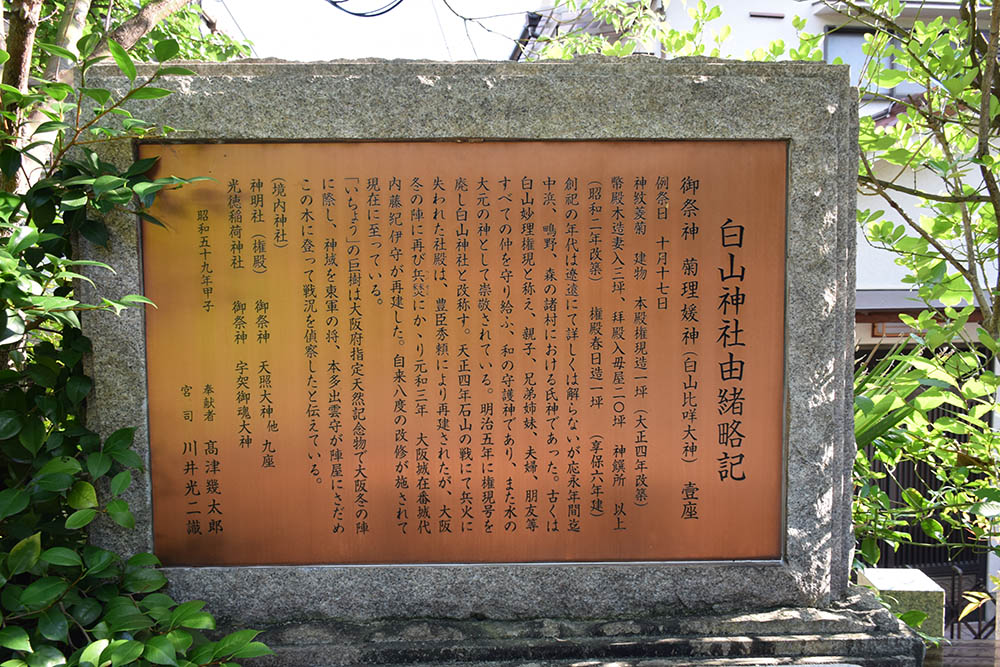 白山神社由緒略記
御祭神　菊理媛神（白山比咩大神）　壹座
例祭日　十月十七日
神紋菱菊　建物　本殿権現造一坪（大正四年改築）
幣殿木造妻入三坪、拝殿入母屋二〇坪　神饌所　以上
（昭和二年改築）　権殿春日造一坪　（享保六年建）
創祀の年代は遼遠にて詳しくは解らないが応永年間迄
中浜、鴫野、森の諸村における氏神であった。古くは
白山妙理権現と称え、親子、兄弟姉妹、夫婦、朋友等
すべての仲を守り給ふ、和の守護神であり、また水の
大元の神として崇敬されている。明治五年に権現号を
廃し白山神社と改称す。天正四年石山の戦にて兵火に
失われた社殿は、豊臣秀頼により再建されたが、大阪
冬の陣に再び兵燹にかゝり元和三年　大阪城在番城代
内藤紀伊守が再建した。自来八度の改修が施されて
現在に至っている。
「いちょう」の巨樹は大阪府指定天然記念物で大阪冬の陣
に際し、神域を東軍の将、本多出雲守が陣屋にさだめ
この木に登って戦況を偵察したと伝えている。
（境内神社）
神明社（権殿）　御祭神　天照大神他　九座
光徳稲荷神社　御祭神　宇架御魂大神
昭和五十九年甲子　奉献者　髙津幾太郎
宮司　川井光二識